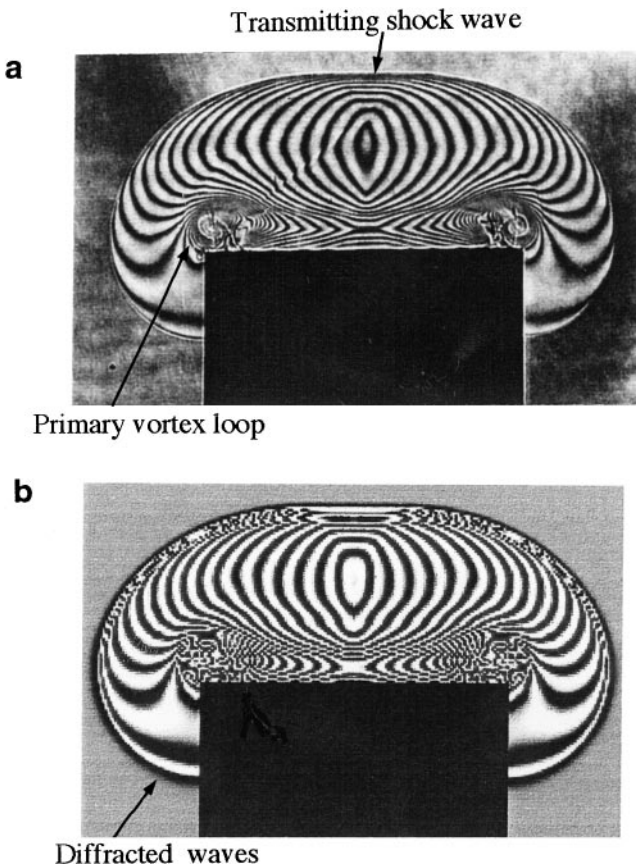 Transmitting shock wave
a
Primary vortex loop
b
Diffracted waves